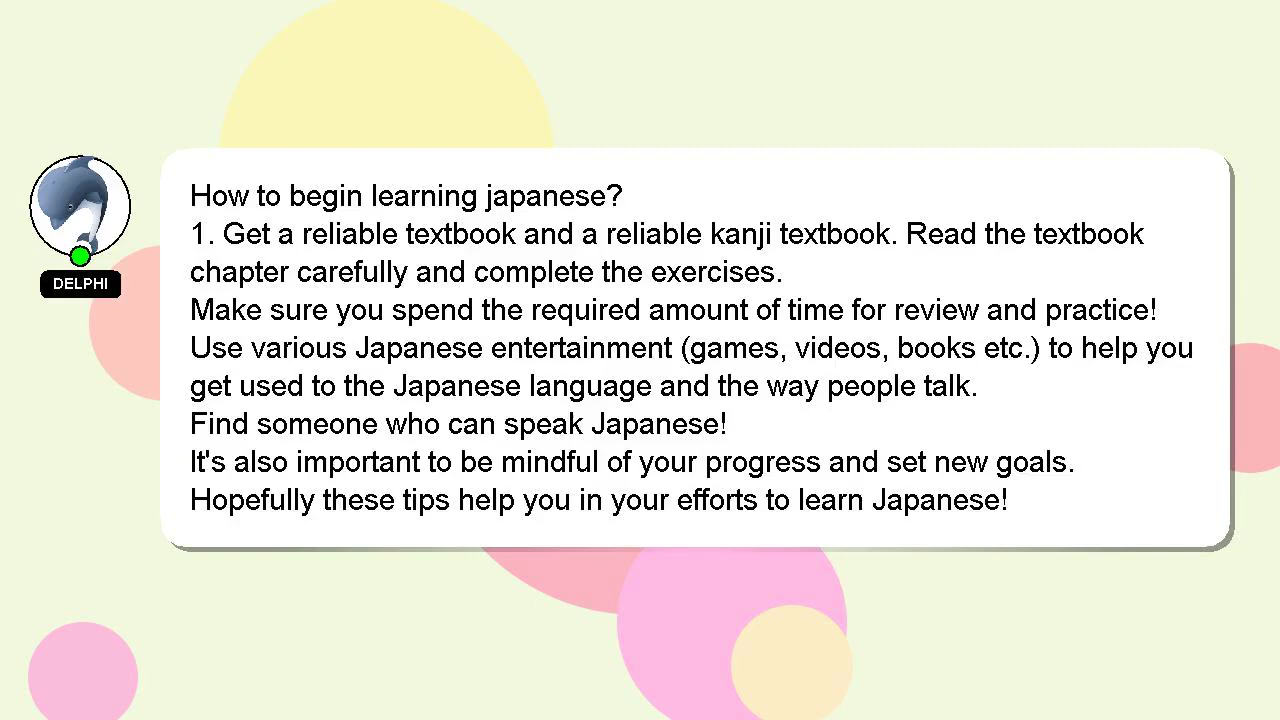 How to begin learning japanese?
1. Get a reliable textbook and a reliable kanji textbook. Read the textbook
chapter carefully and complete the exercises.
Make sure you spend the required amount of time for review and practice!
Use various Japanese entertainment (games, videos, books etc.) to help you
get used to the Japanese language and the way people talk.
Find someone who can speak Japanese!
It's also important to be mindful of your progress and set new goals.
Hopefully these tips help you in your efforts to learn Japanese!
DELPHI